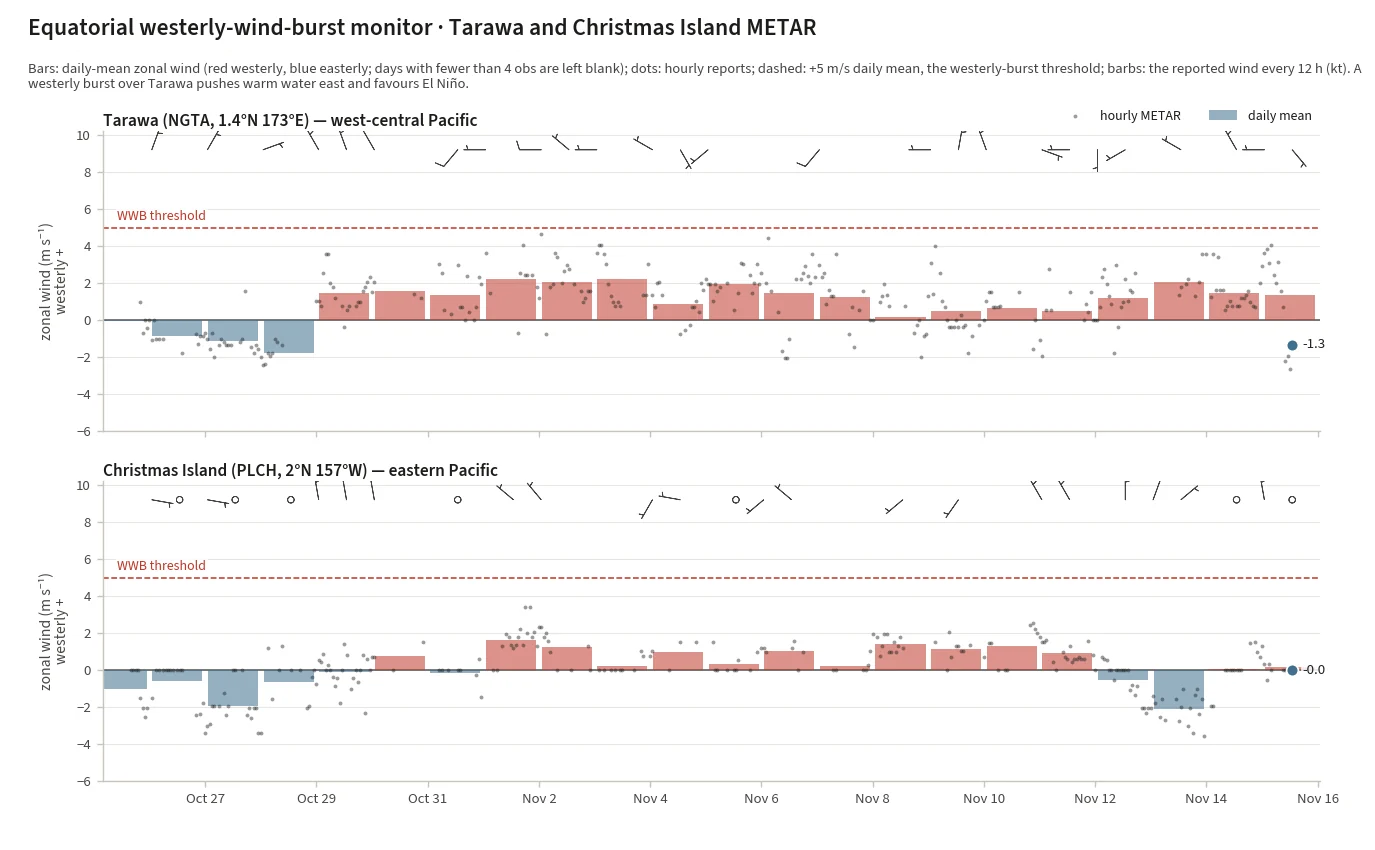 Equatorial westerly-wind-burst monitor · Tarawa and Christmas Island METAR
Bars: daily-mean zonal wind (red westerly, blue easterly; days with fewer than 4 obs are left blank); dots: hourly reports; dashed: +5 m/s daily mean, the westerly-burst threshold; barbs: the reported wind every 12 h (kt). A
westerly burst over Tarawa pushes warm water east and favours El Niño.
Tarawa (NGTA, 1.4°N 173°E) — west-central Pacific
hourly METAR
daily mean
10
8
6
4
2
0
−2
−4
−6
zonal wind (m s⁻¹)
westerly +
WWB threshold
-1.3
Christmas Island (PLCH, 2°N 157°W) — eastern Pacific
10
8
6
4
2
0
−2
−4
−6
zonal wind (m s⁻¹)
westerly +
WWB threshold
-0.0
Oct 27
Oct 29
Oct 31
Nov 2
Nov 4
Nov 6
Nov 8
Nov 10
Nov 12
Nov 14
Nov 16